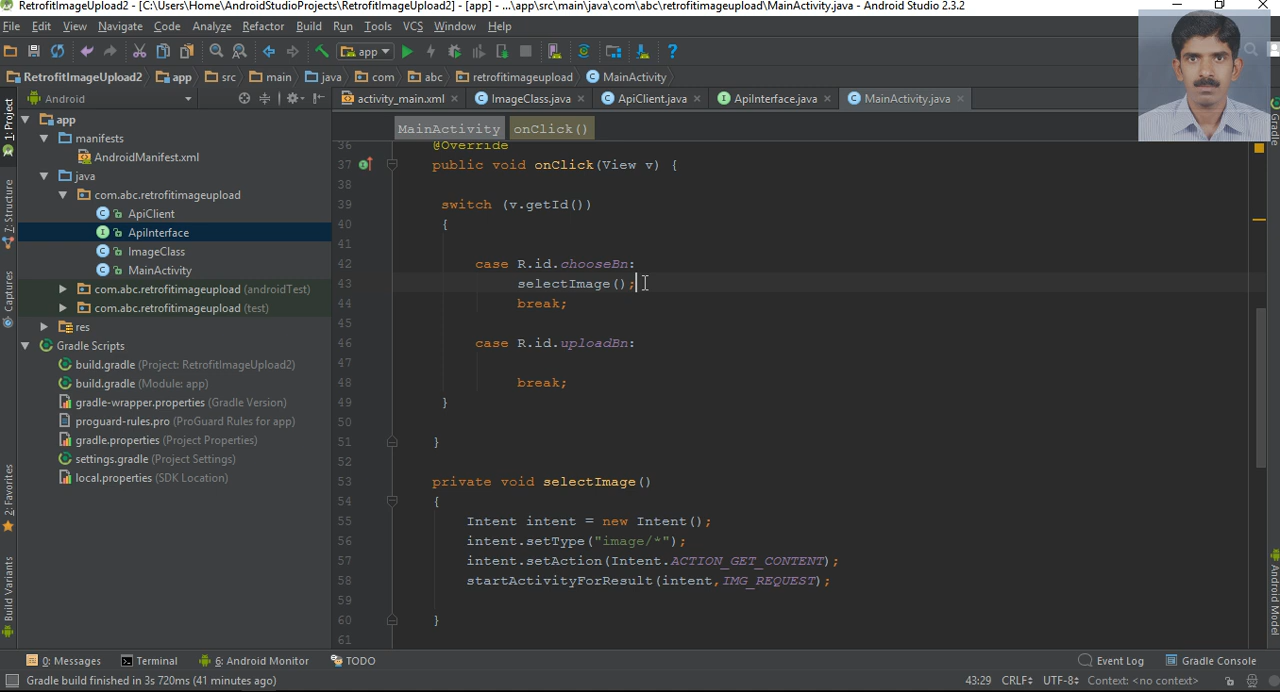 RetrofitImageUpload2 - [C:\Users\Home\AndroidStudioProjects\RetrofitImageUpload2] - [app] - ...\app\src\main\java\com\abc\retrofitimageupload\MainActivity.java - Android Studio 2.3.2
File Edit View Navigate Code Analyze Refactor Build Run Tools VCS Window Help
app
RetrofitImageUpload2 app src main java com abc retrofitimageupload MainActivity
Android
activity_main.xml ImageClass.java ApiClient.java ApiInterface.java MainActivity.java
MainActivity onClick()
1: Project
Z: Structure
Captures
2: Favorites
Build Variants
Gradle
Android Model
app
manifests
AndroidManifest.xml
java
com.abc.retrofitimageupload
ApiClient
ApiInterface
ImageClass
MainActivity
com.abc.retrofitimageupload (androidTest)
com.abc.retrofitimageupload (test)
res
Gradle Scripts
build.gradle (Project: RetrofitImageUpload2)
build.gradle (Module: app)
gradle-wrapper.properties (Gradle Version)
proguard-rules.pro (ProGuard Rules for app)
gradle.properties (Project Properties)
settings.gradle (Project Settings)
local.properties (SDK Location)
36 @Override
37 public void onClick(View v) {
38
39 switch (v.getId())
40 {
41
42 case R.id.chooseBn:
43 selectImage();
44 break;
45
46 case R.id.uploadBn:
47
48 break;
49 }
50
51 }
52
53 private void selectImage()
54 {
55 Intent intent = new Intent();
56 intent.setType("image/*");
57 intent.setAction(Intent.ACTION_GET_CONTENT);
58 startActivityForResult(intent,IMG_REQUEST);
59
60 }
61
0: Messages Terminal 6: Android Monitor TODO Event Log Gradle Console
Gradle build finished in 3s 720ms (41 minutes ago) 43:29 CRLF UTF-8 Context: <no context>